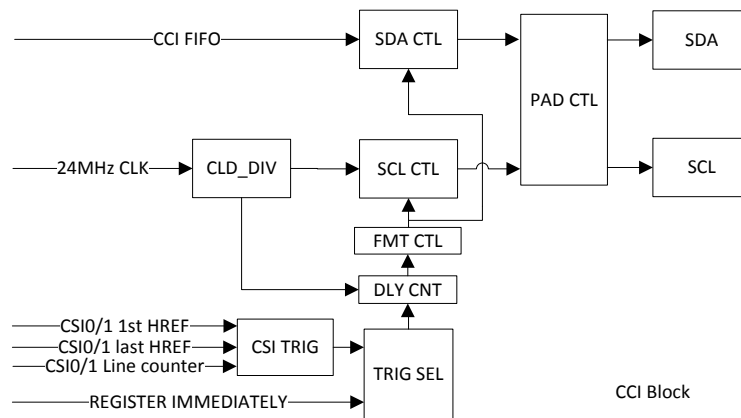 CCI FIFO
SDA CTL
SDA
PAD CTL
24MHz CLK
CLD_DIV
SCL CTL
SCL
FMT CTL
DLY CNT
CSI0/1 1st HREF
CSI0/1 last HREF
CSI0/1 Line counter
CSI TRIG
TRIG SEL
REGISTER IMMEDIATELY
CCI Block